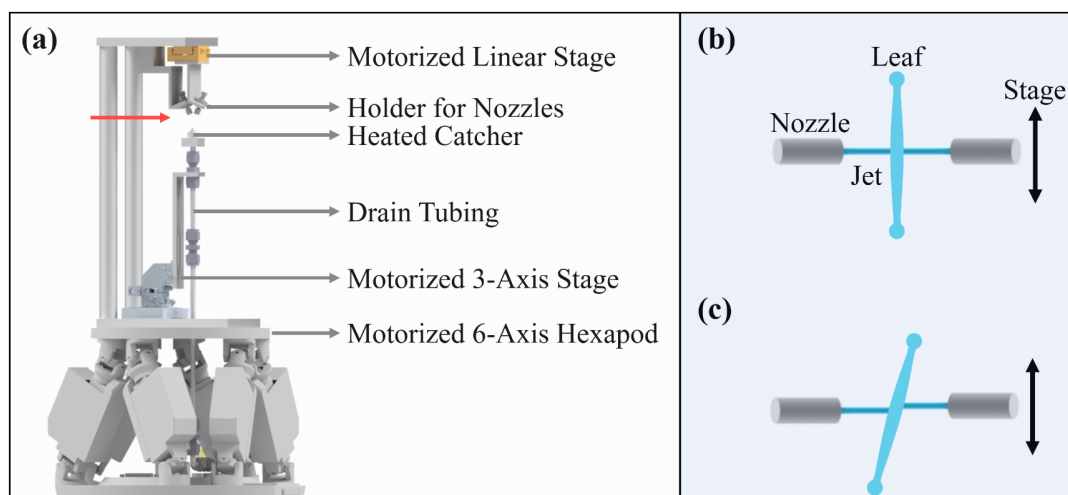 (a)
Motorized Linear Stage
Holder for Nozzles
Heated Catcher
Drain Tubing
Motorized 3-Axis Stage
Motorized 6-Axis Hexapod
(b)
Leaf
Stage
Nozzle
Jet
(c)